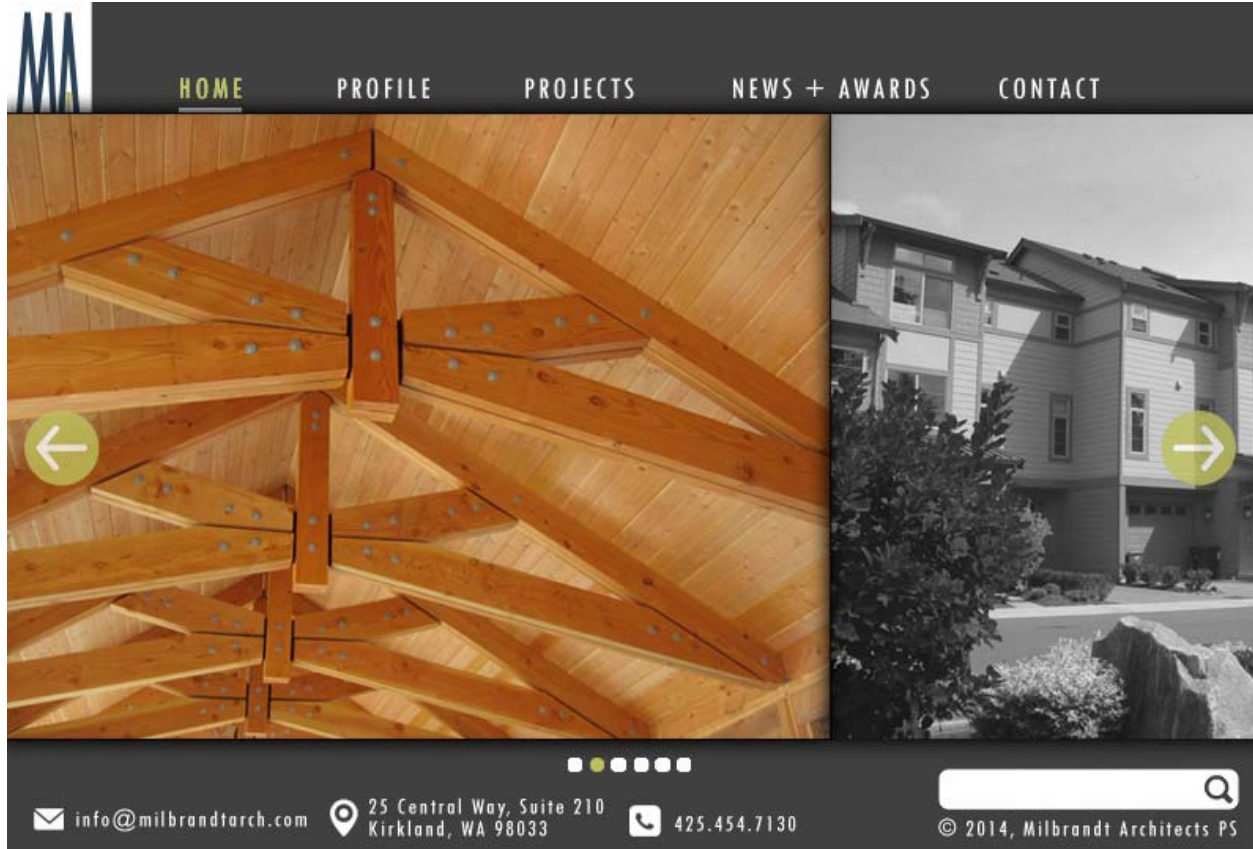 MA
HOME PROFILE PROJECTS NEWS + AWARDS CONTACT
info@milbrandtarch.com
25 Central Way, Suite 210
Kirkland, WA 98033
425.454.7130
© 2014, Milbrandt Architects PS